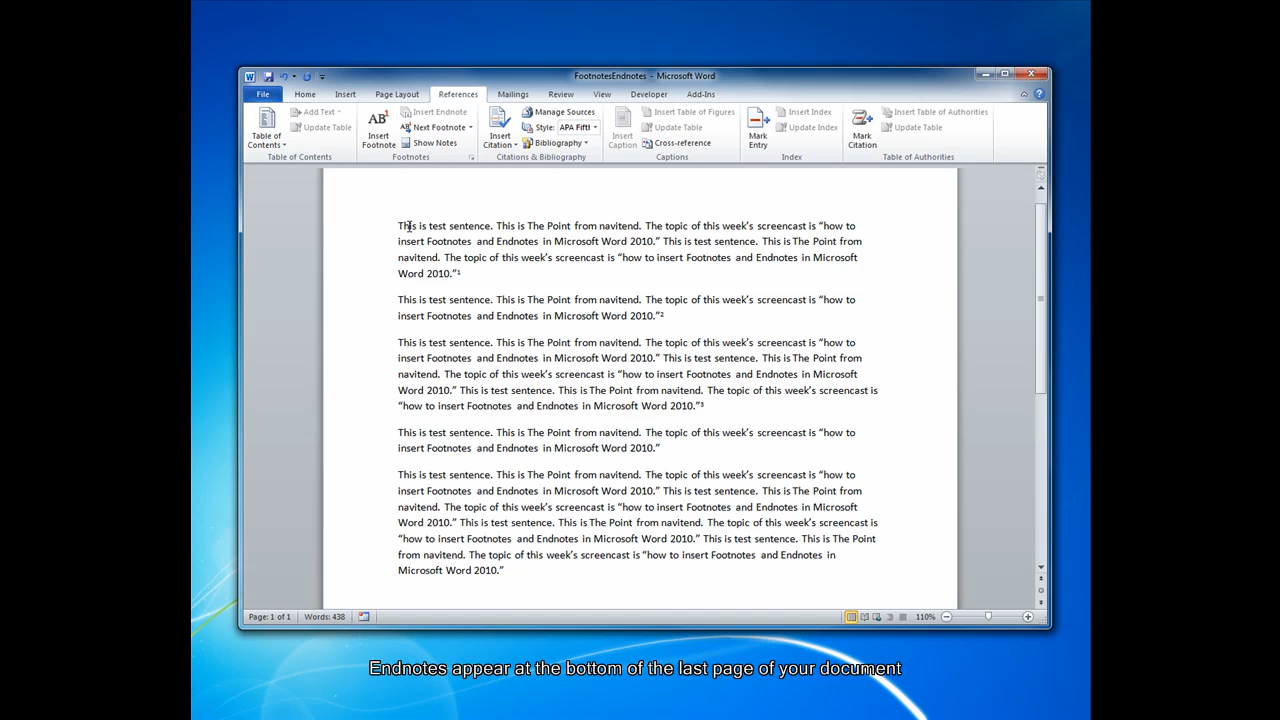 FootnotesEndnotes - Microsoft Word
File Home Insert Page Layout References Mailings Review View Developer Add-Ins
Table of Contents
Add Text
Update Table
Table of Contents
AB1
Insert Footnote
Insert Endnote
Next Footnote
Show Notes
Footnotes
Insert Citation
Manage Sources
Style: APA Fifth
Bibliography
Citations & Bibliography
Insert Caption
Insert Table of Figures
Update Table
Cross-reference
Captions
Mark Entry
Insert Index
Update Index
Index
Mark Citation
Insert Table of Authorities
Update Table
Table of Authorities
This is test sentence. This is The Point from navitend. The topic of this week’s screencast is “how to
insert Footnotes and Endnotes in Microsoft Word 2010.” This is test sentence. This is The Point from
navitend. The topic of this week’s screencast is “how to insert Footnotes and Endnotes in Microsoft
Word 2010.”1
This is test sentence. This is The Point from navitend. The topic of this week’s screencast is “how to
insert Footnotes and Endnotes in Microsoft Word 2010.”2
This is test sentence. This is The Point from navitend. The topic of this week’s screencast is “how to
insert Footnotes and Endnotes in Microsoft Word 2010.” This is test sentence. This is The Point from
navitend. The topic of this week’s screencast is “how to insert Footnotes and Endnotes in Microsoft
Word 2010.” This is test sentence. This is The Point from navitend. The topic of this week’s screencast is
“how to insert Footnotes and Endnotes in Microsoft Word 2010.”3
This is test sentence. This is The Point from navitend. The topic of this week’s screencast is “how to
insert Footnotes and Endnotes in Microsoft Word 2010.”
This is test sentence. This is The Point from navitend. The topic of this week’s screencast is “how to
insert Footnotes and Endnotes in Microsoft Word 2010.” This is test sentence. This is The Point from
navitend. The topic of this week’s screencast is “how to insert Footnotes and Endnotes in Microsoft
Word 2010.” This is test sentence. This is The Point from navitend. The topic of this week’s screencast is
“how to insert Footnotes and Endnotes in Microsoft Word 2010.” This is test sentence. This is The Point
from navitend. The topic of this week’s screencast is “how to insert Footnotes and Endnotes in
Microsoft Word 2010.”
Page: 1 of 1 Words: 438 110%
Endnotes appear at the bottom of the last page of your document